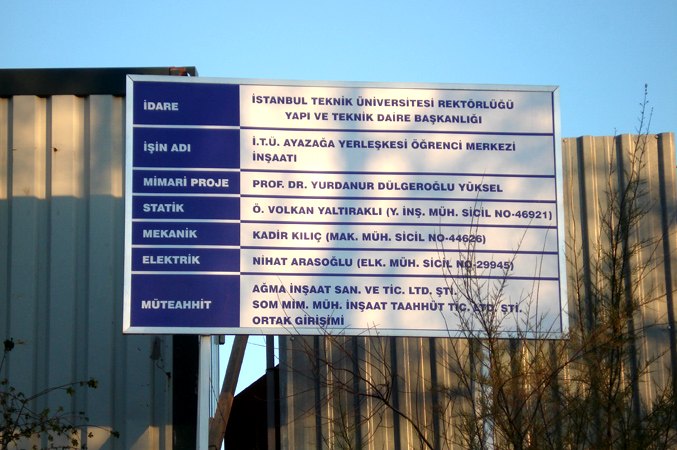 İDARE
İSTANBUL TEKNİK ÜNİVERSİTESİ REKTÖRLÜĞÜ
YAPI VE TEKNİK DAİRE BAŞKANLIĞI
İŞİN ADI
İ.T.Ü. AYAZAĞA YERLEŞKESİ ÖĞRENCİ MERKEZİ
İNŞAATI
MİMARİ PROJE
PROF. DR. YURDANUR DÜLGEROĞLU YÜKSEL
STATİK
Ö. VOLKAN YALTIRAKLI (Y. İNŞ. MÜH. SİCİL NO-46921)
MEKANİK
KADİR KILIÇ (MAK. MÜH. SİCİL NO-44626)
ELEKTRİK
NİHAT ARASOĞLU (ELK. MÜH. SİCİL NO-29945)
MÜTEAHHİT
AĞMA İNŞAAT SAN. VE TİC. LTD. ŞTİ.
SOM MİM. MÜH. İNŞAAT TAAHHÜT TİC. LTD. ŞTİ.
ORTAK GİRİŞİMİ